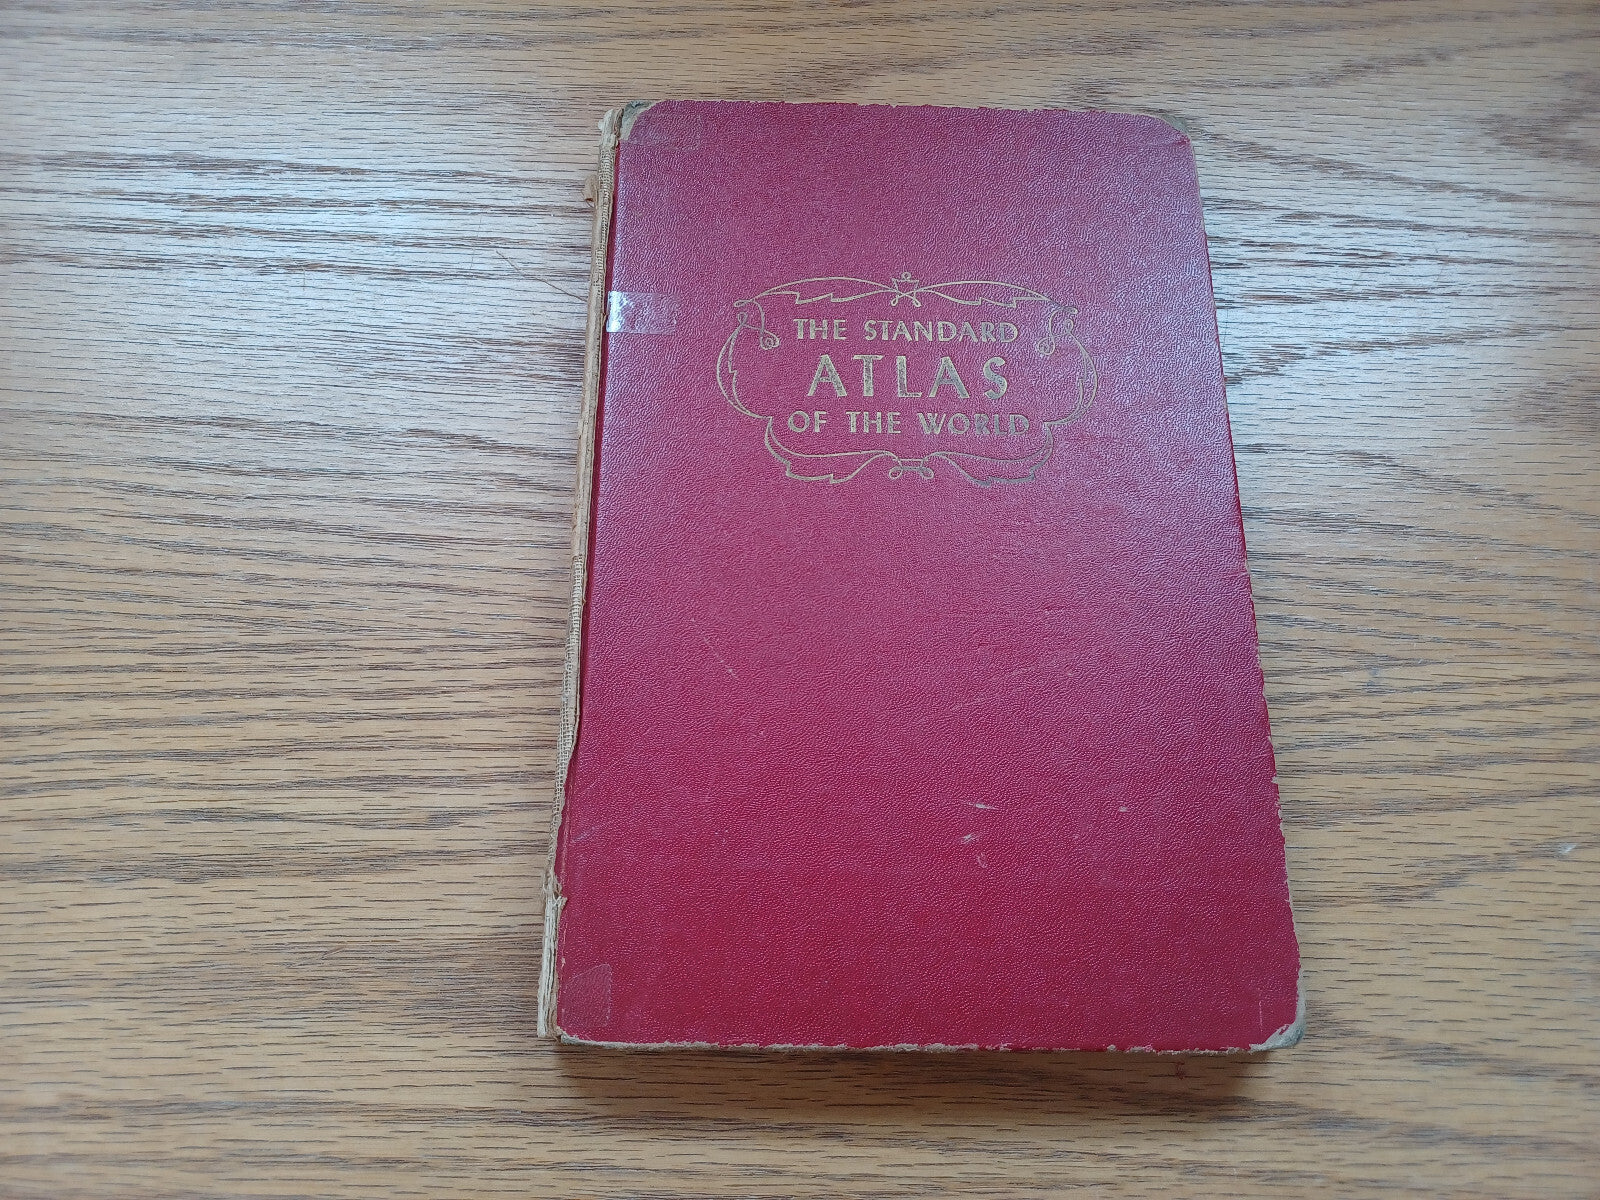 THE STANDARD
ATLAS
OF THE WORLD